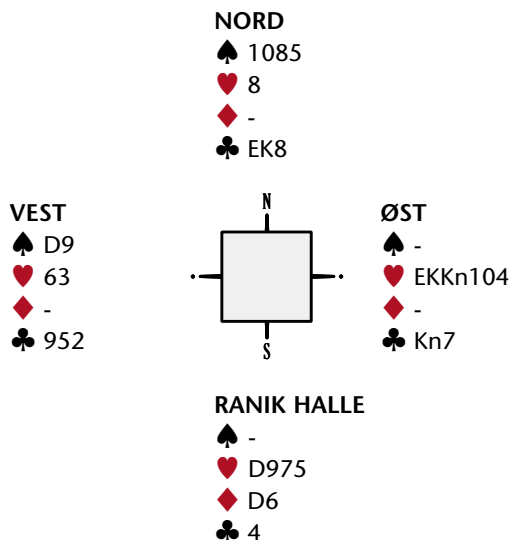 NORD
♠ 1085
♥ 8
♦ -
♣ EK8
VEST
♠ D9
♥ 63
♦ -
♣ 952
N
S
ØST
♠ -
♥ EKKn104
♦ -
♣ Kn7
RANIK HALLE
♠ -
♥ D975
♦ D6
♣ 4